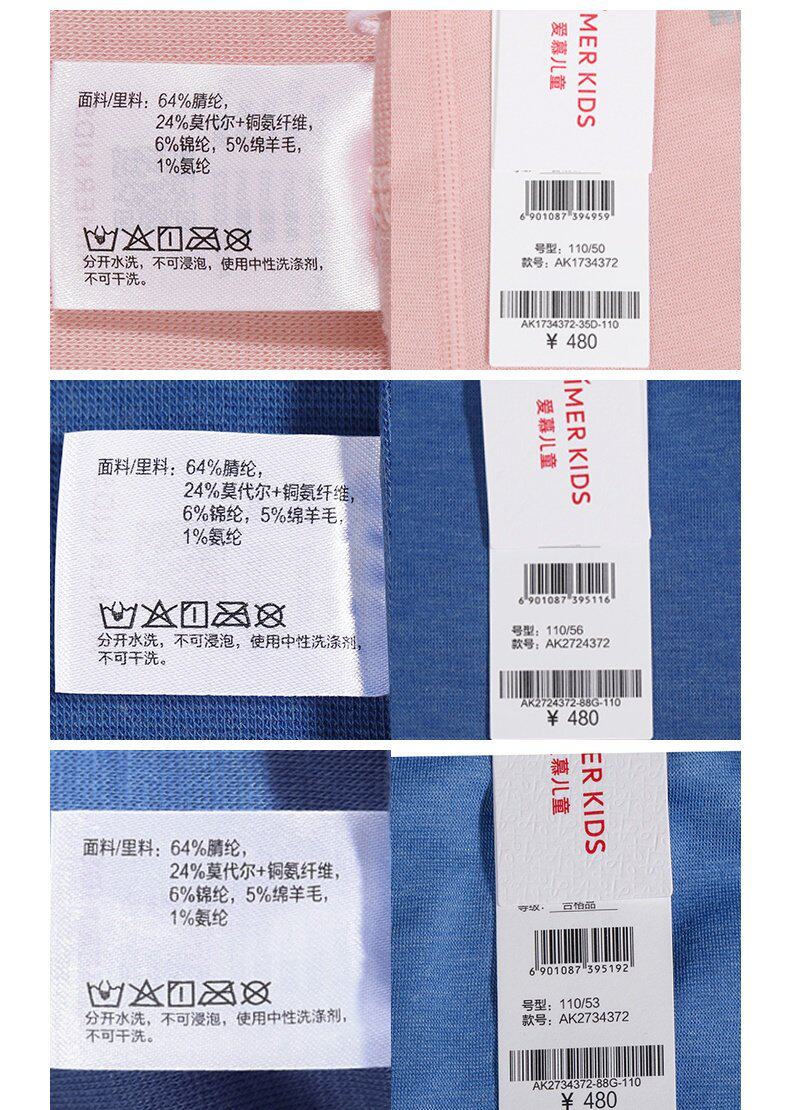 面料/里料：64%腈纶，
24%莫代尔+铜氨纤维，
6%锦纶，5%绵羊毛，
1%氨纶
分开水洗，不可浸泡，使用中性洗涤剂，
不可干洗。
IMER KIDS
爱慕儿童
6 901087 394959
号型：110/50
款号：AK1734372
AK1734372-35D-110
¥ 480
面料/里料：64%腈纶，
24%莫代尔+铜氨纤维，
6%锦纶，5%绵羊毛，
1%氨纶
分开水洗，不可浸泡，使用中性洗涤剂，
不可干洗。
IMER KIDS
爱慕儿童
6 901087 395116
号型：110/56
款号：AK2724372
AK2724372-88G-110
¥ 480
面料/里料：64%腈纶，
24%莫代尔+铜氨纤维，
6%锦纶，5%绵羊毛，
1%氨纶
分开水洗，不可浸泡，使用中性洗涤剂，
不可干洗。
ER KIDS
慕儿童
等级：合格品
6 901087 395192
号型：110/53
款号：AK2734372
AK2734372-88G-110
¥ 480